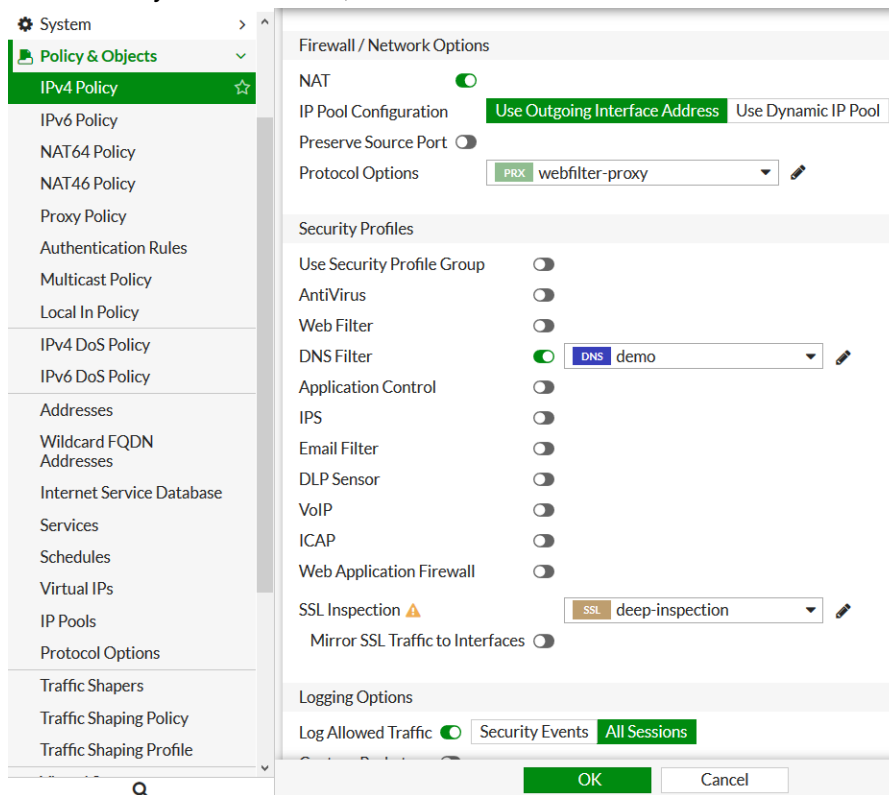 System
Policy & Objects
IPv4 Policy
IPv6 Policy
NAT64 Policy
NAT46 Policy
Proxy Policy
Authentication Rules
Multicast Policy
Local In Policy
IPv4 DoS Policy
IPv6 DoS Policy
Addresses
Wildcard FQDN
Addresses
Internet Service Database
Services
Schedules
Virtual IPs
IP Pools
Protocol Options
Traffic Shapers
Traffic Shaping Policy
Traffic Shaping Profile
Firewall / Network Options
NAT
IP Pool Configuration Use Outgoing Interface Address Use Dynamic IP Pool
Preserve Source Port
Protocol Options PRX webfilter-proxy
Security Profiles
Use Security Profile Group
AntiVirus
Web Filter
DNS Filter DNS demo
Application Control
IPS
Email Filter
DLP Sensor
VoIP
ICAP
Web Application Firewall
SSL Inspection SSL deep-inspection
Mirror SSL Traffic to Interfaces
Logging Options
Log Allowed Traffic Security Events All Sessions
OK Cancel